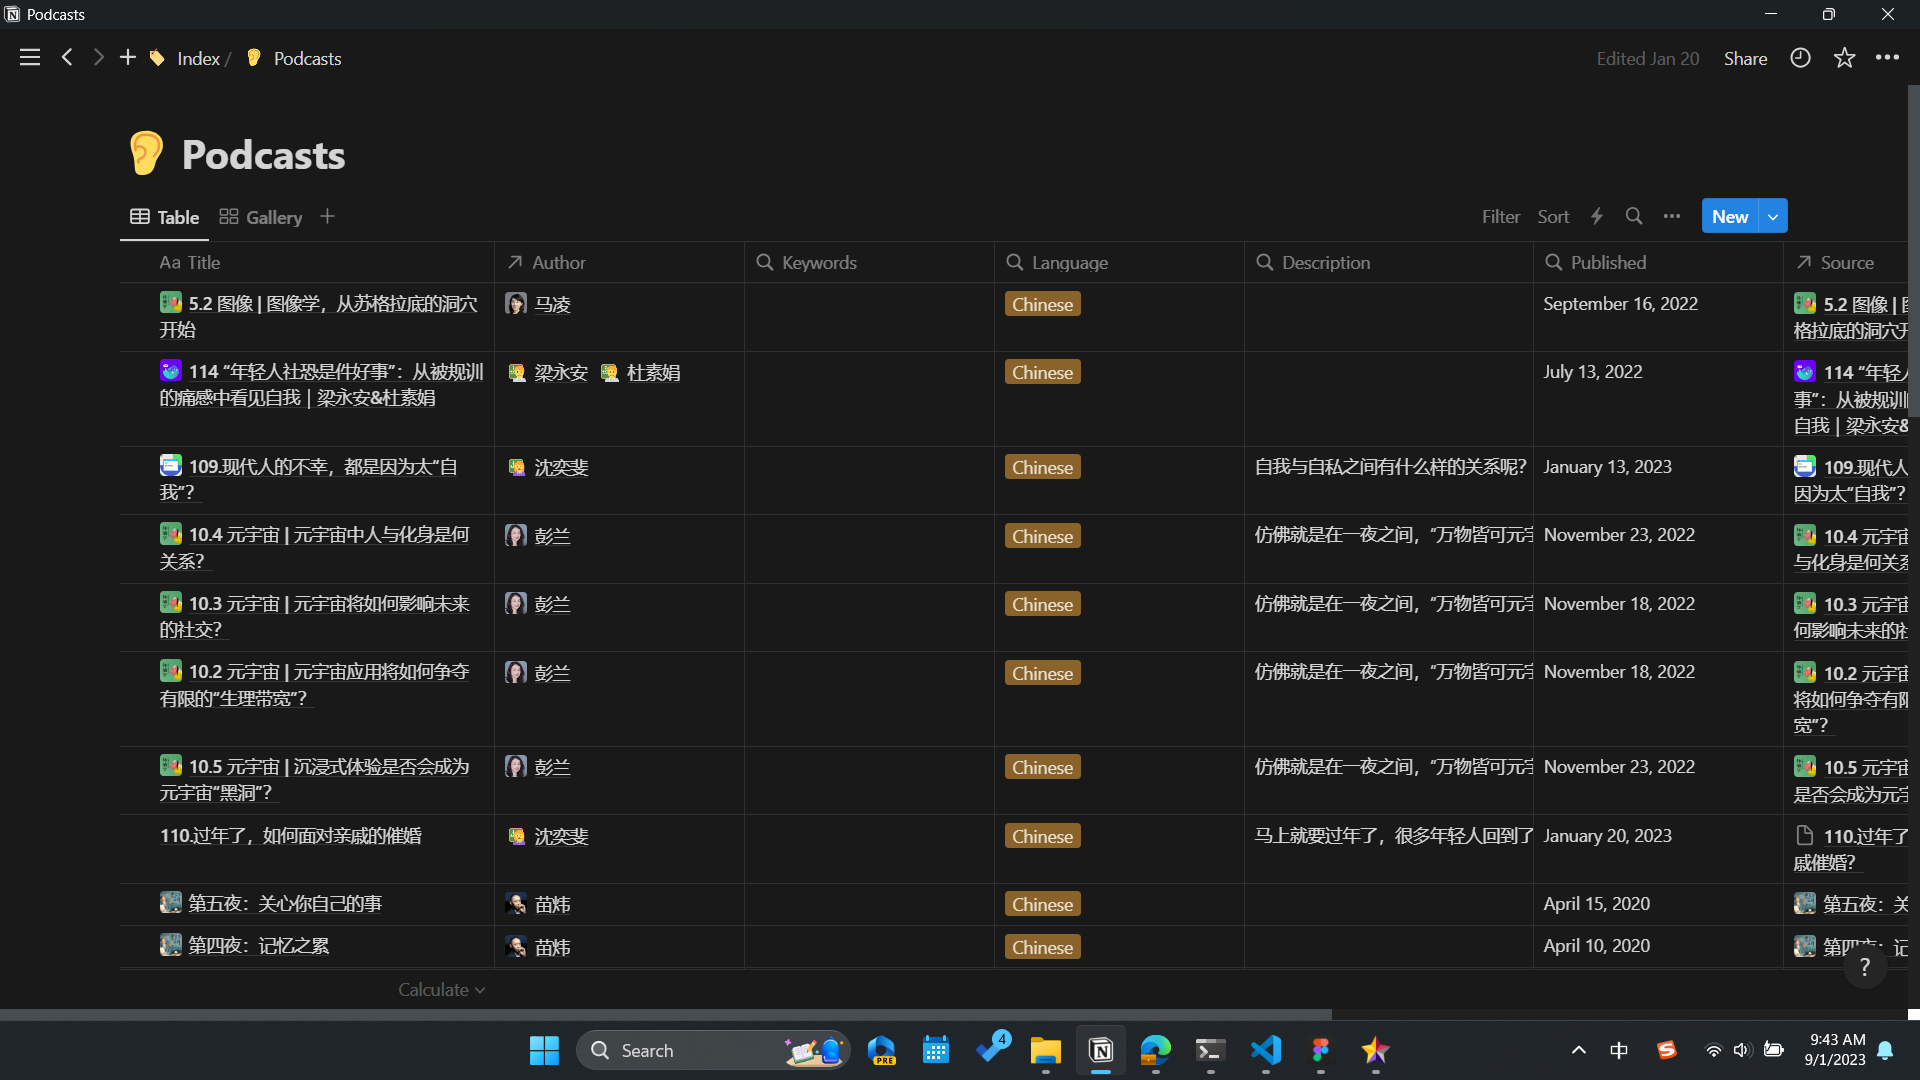 Podcasts
Index / Podcasts
Edited Jan 20 Share
Podcasts
Table Gallery
Filter Sort New
Aa Title Author Keywords Language Description Published Source
5.2 图像 | 图像学，从苏格拉底的洞穴
开始
马凌
Chinese
September 16, 2022
5.2 图像 |
格拉底的洞穴开
114 “年轻人社恐是件好事”：从被规训
的痛感中看见自我 | 梁永安&杜素娟
梁永安 杜素娟
Chinese
July 13, 2022
114 “年轻人
事”：从被规训
自我 | 梁永安&
109.现代人的不幸，都是因为太“自
我”？
沈奕斐
Chinese
自我与自私之间有什么样的关系呢？
January 13, 2023
109.现代人
因为太“自我”？
10.4 元宇宙 | 元宇宙中人与化身是何
关系？
彭兰
Chinese
仿佛就是在一夜之间，“万物皆可元宇
November 23, 2022
10.4 元宇宙
与化身是何关系
10.3 元宇宙 | 元宇宙将如何影响未来
的社交？
彭兰
Chinese
仿佛就是在一夜之间，“万物皆可元宇
November 18, 2022
10.3 元宇宙
何影响未来的社
10.2 元宇宙 | 元宇宙应用将如何争夺
有限的“生理带宽”？
彭兰
Chinese
仿佛就是在一夜之间，“万物皆可元宇
November 18, 2022
10.2 元宇宙
将如何争夺有限
宽”？
10.5 元宇宙 | 沉浸式体验是否会成为
元宇宙“黑洞”？
彭兰
Chinese
仿佛就是在一夜之间，“万物皆可元宇
November 23, 2022
10.5 元宇宙
是否会成为元宇
110.过年了，如何面对亲戚的催婚
沈奕斐
Chinese
马上就要过年了，很多年轻人回到了
January 20, 2023
110.过年了
戚催婚？
第五夜：关心你自己的事
苗炜
Chinese
April 15, 2020
第五夜：关
第四夜：记忆之累
苗炜
Chinese
April 10, 2020
第四夜：记
?
Calculate
Search
PRE
4
中
9:43 AM
9/1/2023